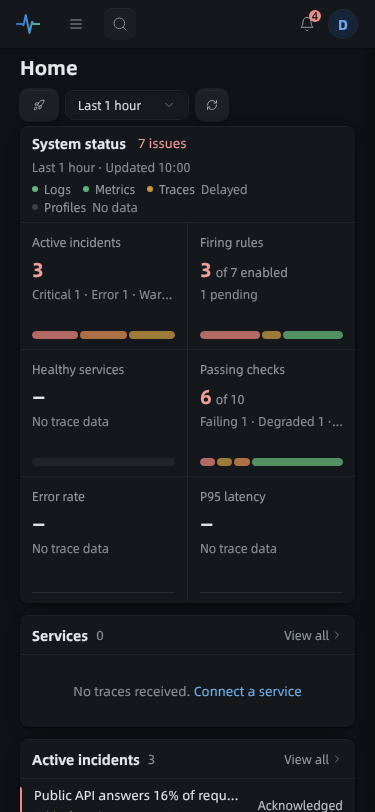 4
D
Home
Last 1 hour
System status 7 issues
Last 1 hour · Updated 10:00
Logs Metrics Traces Delayed
Profiles No data
Active incidents
3
Critical 1 · Error 1 · War...
Firing rules
3 of 7 enabled
1 pending
Healthy services
–
No trace data
Passing checks
6 of 10
Failing 1 · Degraded 1 ·...
Error rate
–
No trace data
P95 latency
–
No trace data
Services 0 View all
No traces received. Connect a service
Active incidents 3 View all
Public API answers 16% of requ...
Acknowledged